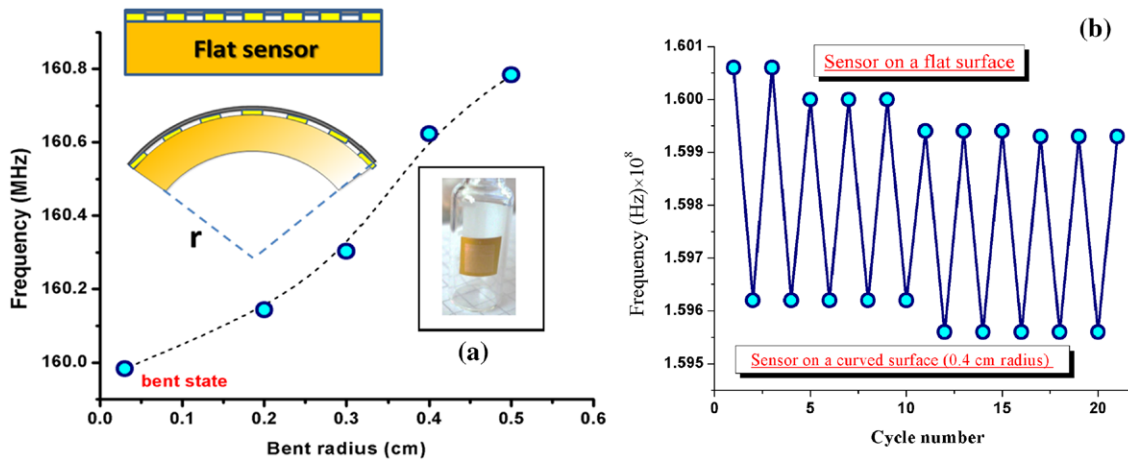 Flat sensor
r
bent state
(a)
Frequency (MHz)
160.8
160.6
160.4
160.2
160.0
0.0 0.1 0.2 0.3 0.4 0.5 0.6
Bent radius (cm)
(b)
Sensor on a flat surface
Sensor on a curved surface (0.4 cm radius)
Frequency (Hz)×10⁸
1.601
1.600
1.599
1.598
1.597
1.596
1.595
0 5 10 15 20
Cycle number